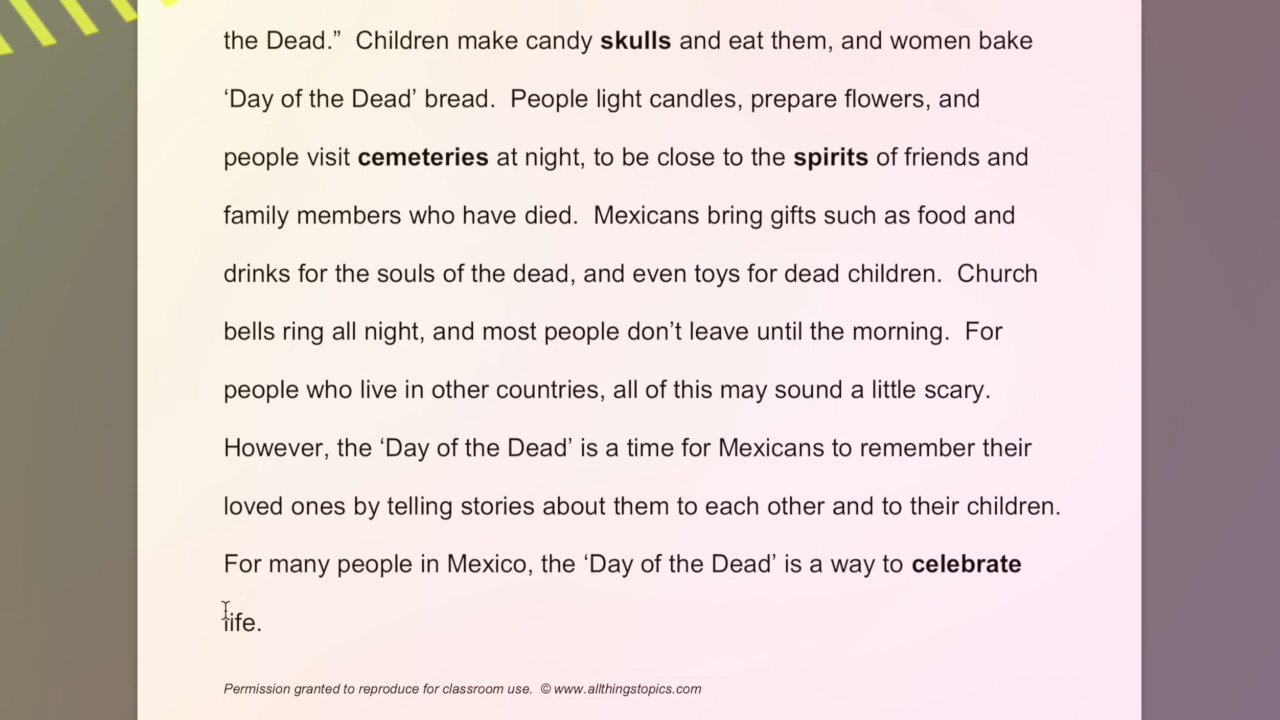 the Dead.”  Children make candy skulls and eat them, and women bake
‘Day of the Dead’ bread.  People light candles, prepare flowers, and
people visit cemeteries at night, to be close to the spirits of friends and
family members who have died.  Mexicans bring gifts such as food and
drinks for the souls of the dead, and even toys for dead children.  Church
bells ring all night, and most people don’t leave until the morning.  For
people who live in other countries, all of this may sound a little scary.
However, the ‘Day of the Dead’ is a time for Mexicans to remember their
loved ones by telling stories about them to each other and to their children.
For many people in Mexico, the ‘Day of the Dead’ is a way to celebrate
life.
Permission granted to reproduce for classroom use.  © www.allthingstopics.com